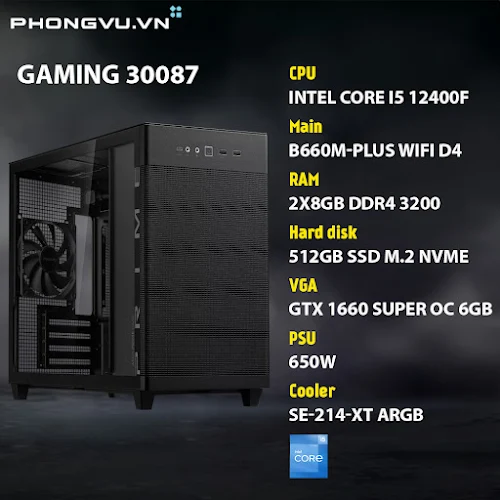 PHONGVU.VN
GAMING 30087
CPU
INTEL CORE I5 12400F
Main
B660M-PLUS WIFI D4
RAM
2X8GB DDR4 3200
Hard disk
512GB SSD M.2 NVME
VGA
GTX 1660 SUPER OC 6GB
PSU
650W
Cooler
SE-214-XT ARGB
intel
CORE
i5